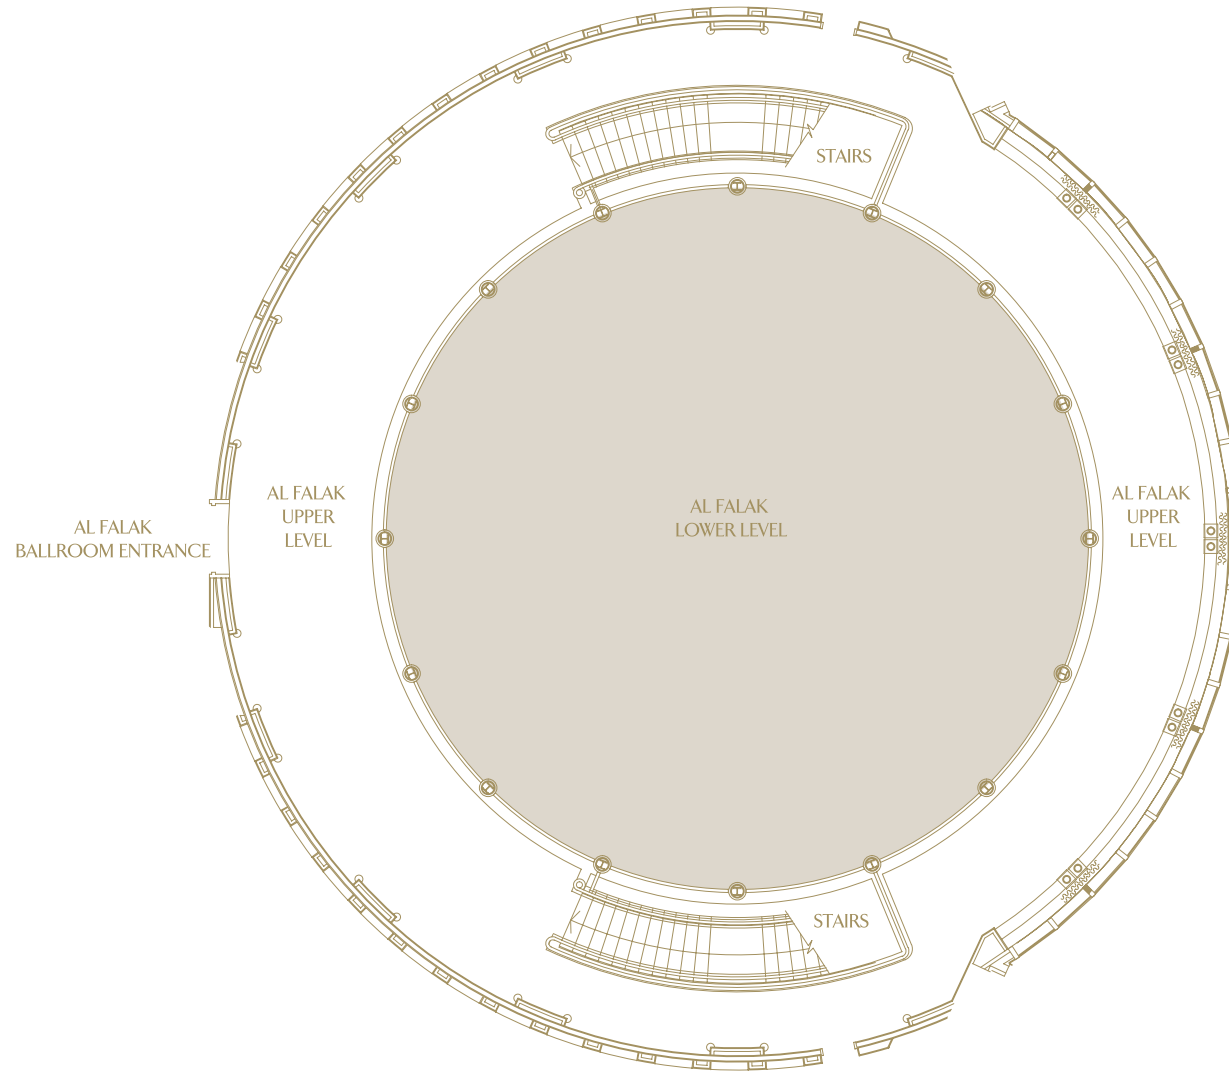 STAIRS
AL FALAK
BALLROOM ENTRANCE
AL FALAK
UPPER
LEVEL
AL FALAK
LOWER LEVEL
AL FALAK
UPPER
LEVEL
STAIRS